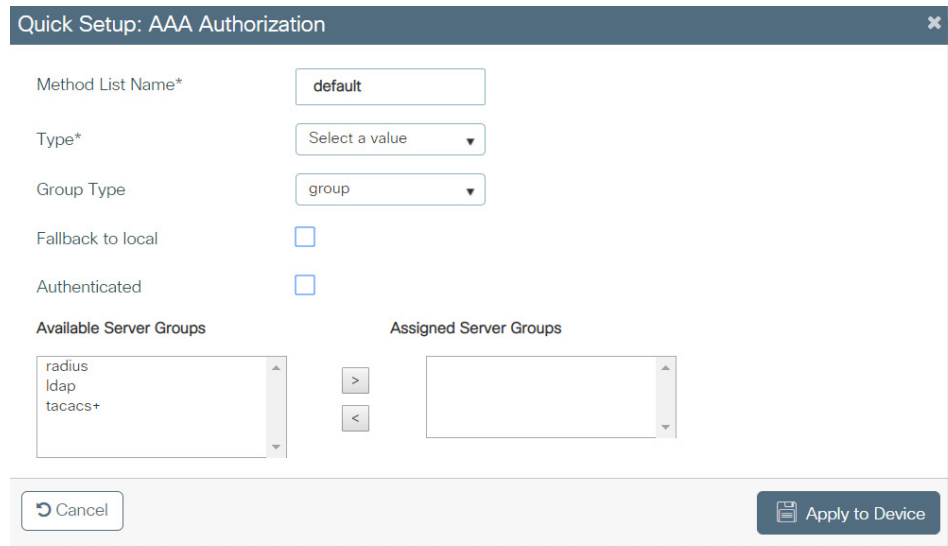 Quick Setup: AAA Authorization
Method List Name* default
Type* Select a value
Group Type group
Fallback to local
Authenticated
Available Server Groups Assigned Server Groups
radius
ldap
tacacs+
>
<
Cancel Apply to Device